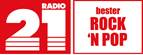 RADIO
21
bester
ROCK
'N POP